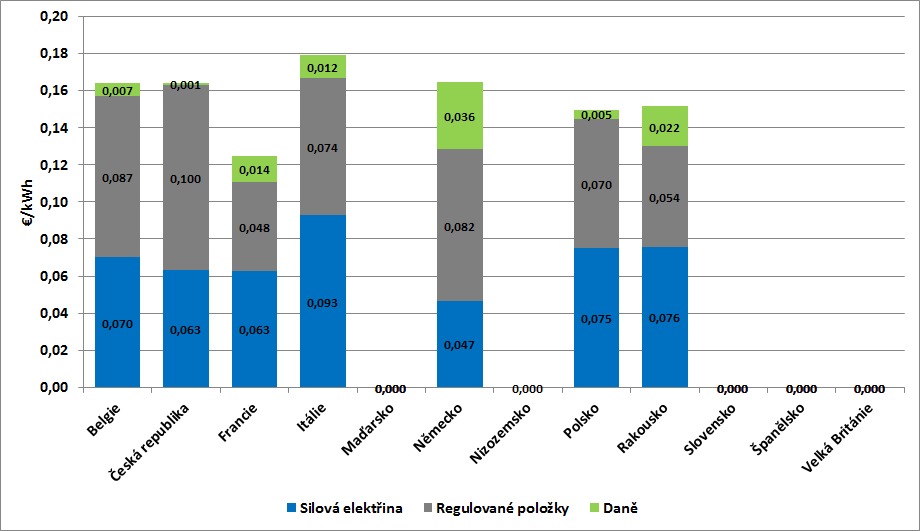 0,20
0,18
0,16
0,14
0,12
0,10
0,08
0,06
0,04
0,02
0,00
€/kWh
0,007
0,087
0,070
0,001
0,100
0,063
0,014
0,048
0,063
0,012
0,074
0,093
0,000
0,036
0,082
0,047
0,000
0,005
0,070
0,075
0,022
0,054
0,076
0,000
0,000
0,000
Belgie
Česká republika
Francie
Itálie
Maďarsko
Německo
Nizozemsko
Polsko
Rakousko
Slovensko
Španělsko
Velká Británie
Silová elektřina Regulované položky Daně